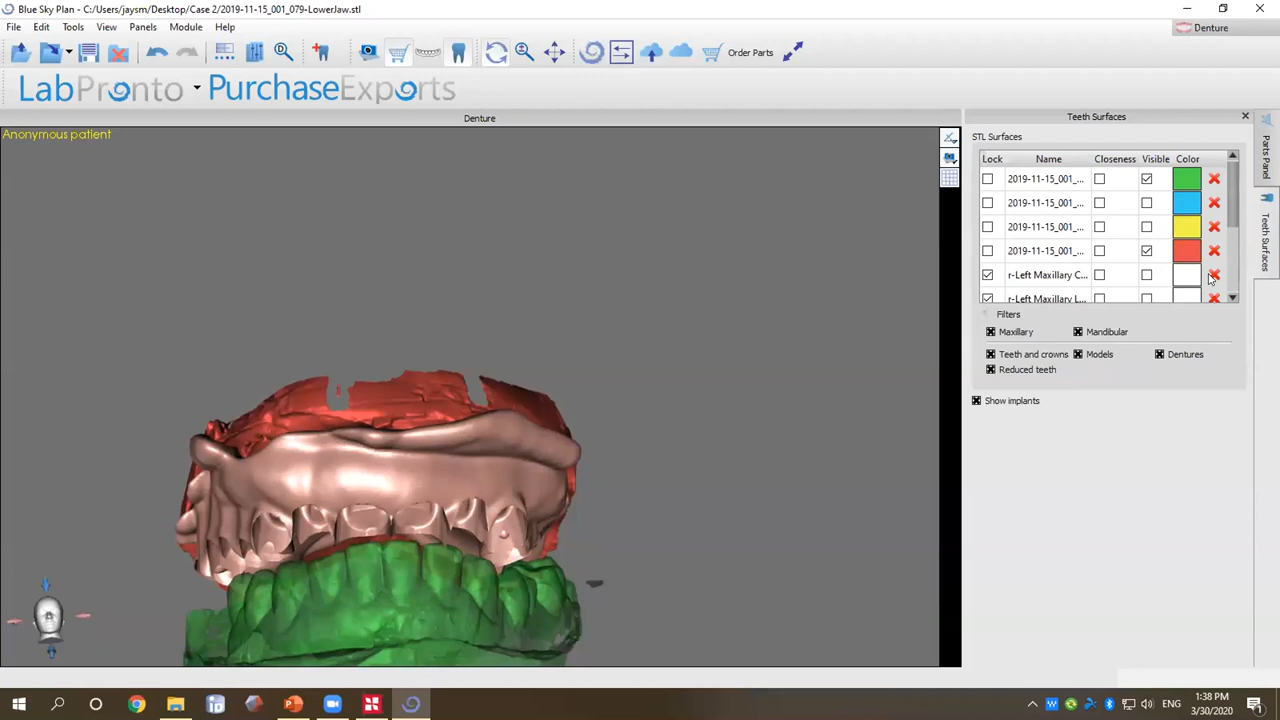 Blue Sky Plan - C:/Users/jaysm/Desktop/Case 2/2019-11-15_001_079-LowerJaw.stl
File Edit Tools View Panels Module Help
Denture
Order Parts
LabPronto PurchaseExports
Denture
Teeth Surfaces
Anonymous patient
STL Surfaces
Lock Name Closeness Visible Color
2019-11-15_001_...
2019-11-15_001_...
2019-11-15_001_...
2019-11-15_001_...
r-Left Maxillary C...
r-Left Maxillary L...
Filters
Maxillary Mandibular
Teeth and crowns Models Dentures
Reduced teeth
Show implants
Parts Panel
Teeth Surfaces
ENG
1:38 PM
3/30/2020
1